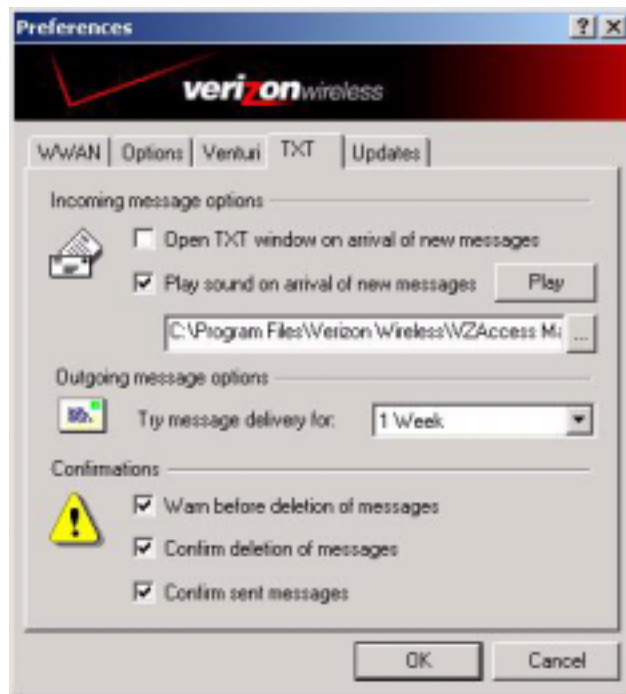 Preferences
verizon wireless
WWAN Options Venturi TXT Updates
Incoming message options
Open TXT window on arrival of new messages
Play sound on arrival of new messages Play
C:\Program Files\Verizon Wireless\VZAccess Ma ...
Outgoing message options
Try message delivery for: 1 Week
Confirmations
Warn before deletion of messages
Confirm deletion of messages
Confirm sent messages
OK Cancel